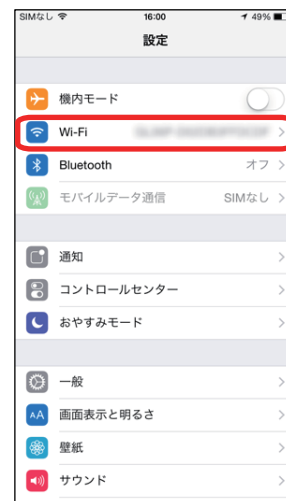 SIMなし 16:00 49%
設定
機内モード
Wi-Fi
Bluetooth オフ
モバイルデータ通信 SIMなし
通知
コントロールセンター
おやすみモード
一般
AA 画面表示と明るさ
壁紙
サウンド